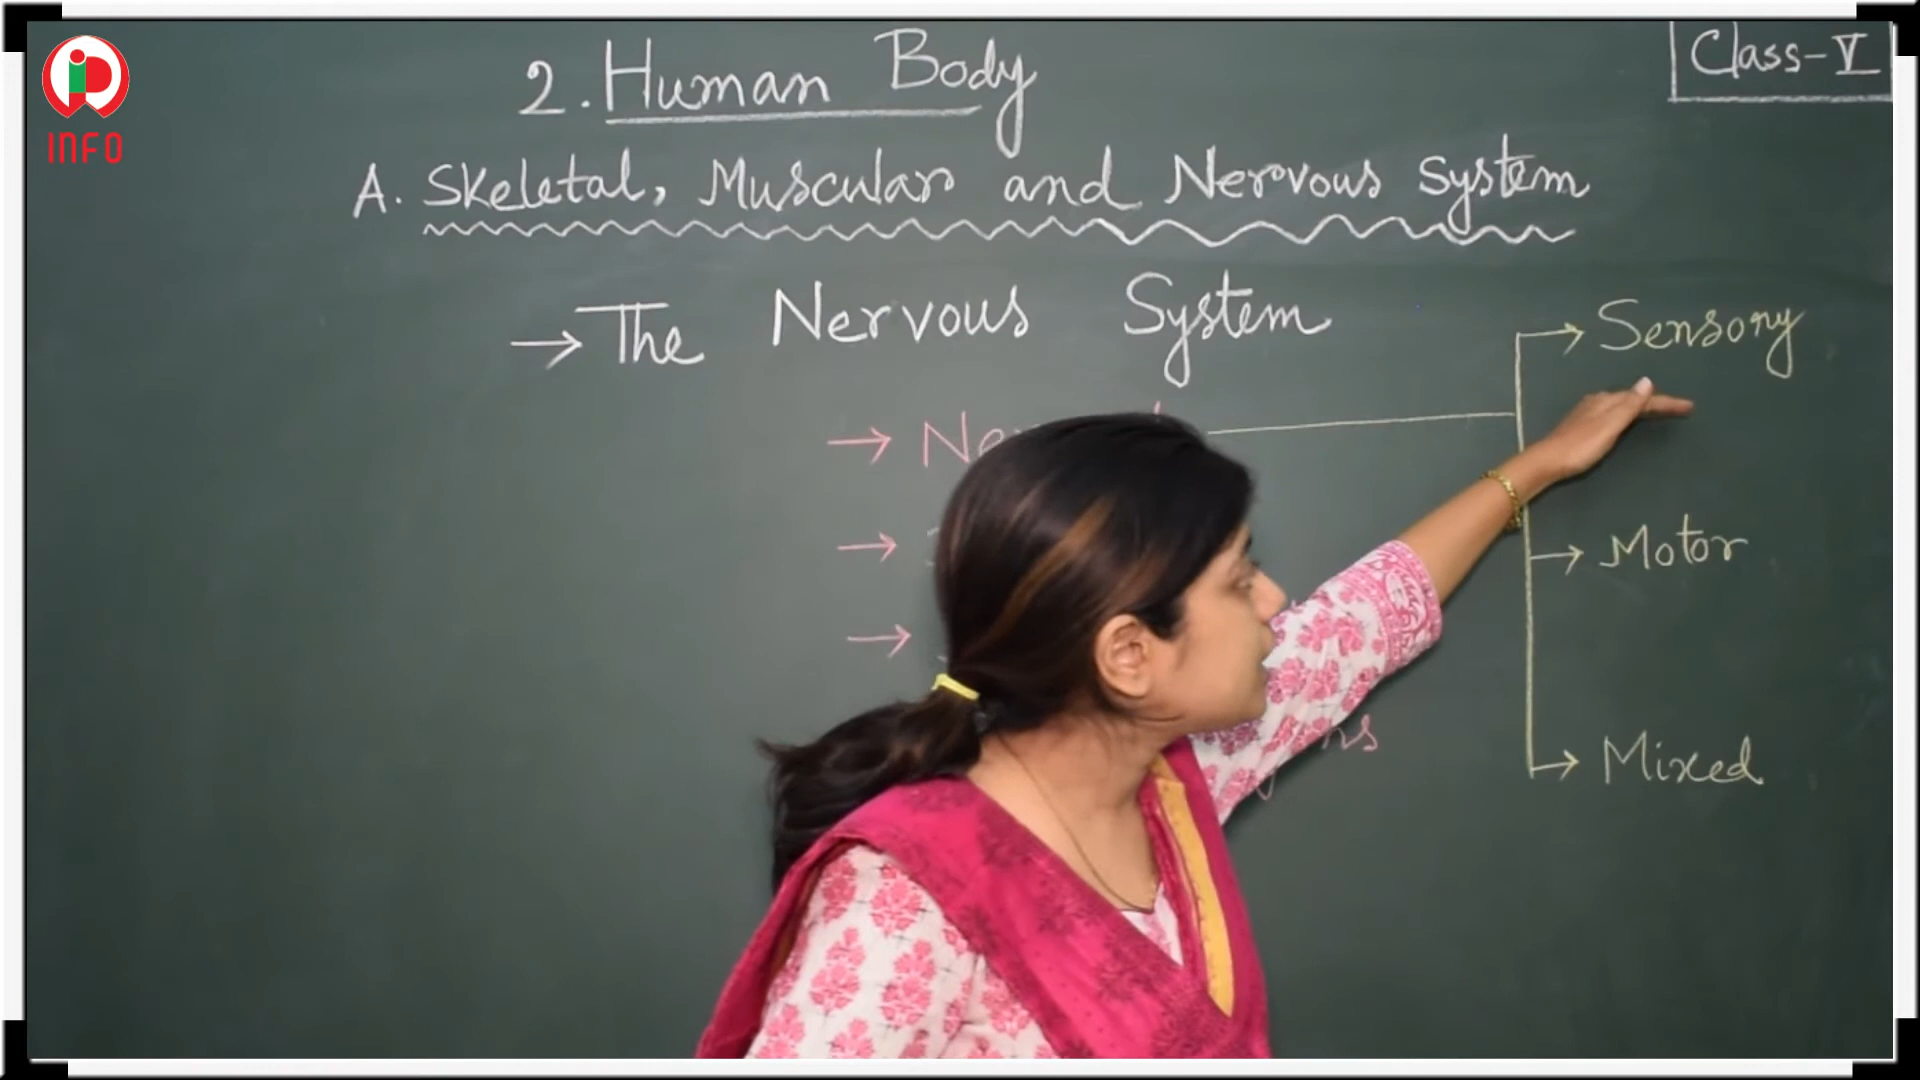 INFO
Class-V
2. Human Body
A. Skeletal, Muscular and Nervous System
→ The Nervous System
→
→
→
→ Sensory
→ Motor
→ Mixed